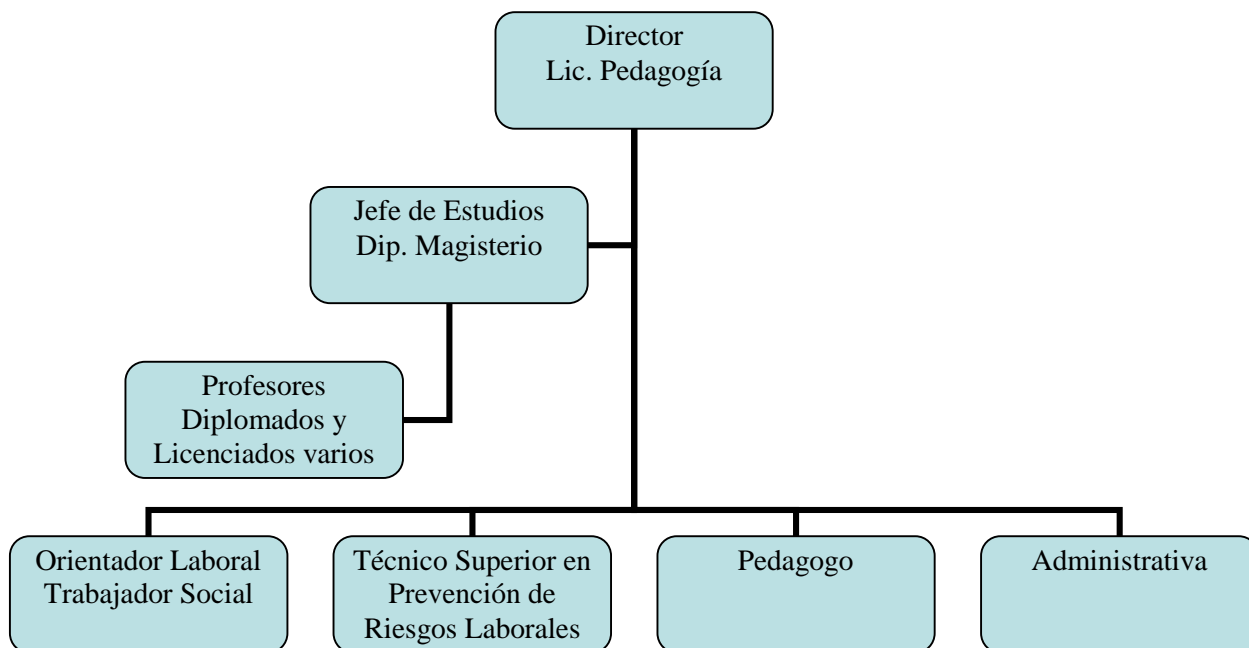 Director
Lic. Pedagogía
Jefe de Estudios
Dip. Magisterio
Profesores
Diplomados y
Licenciados varios
Orientador Laboral
Trabajador Social
Técnico Superior en
Prevención de
Riesgos Laborales
Pedagogo
Administrativa